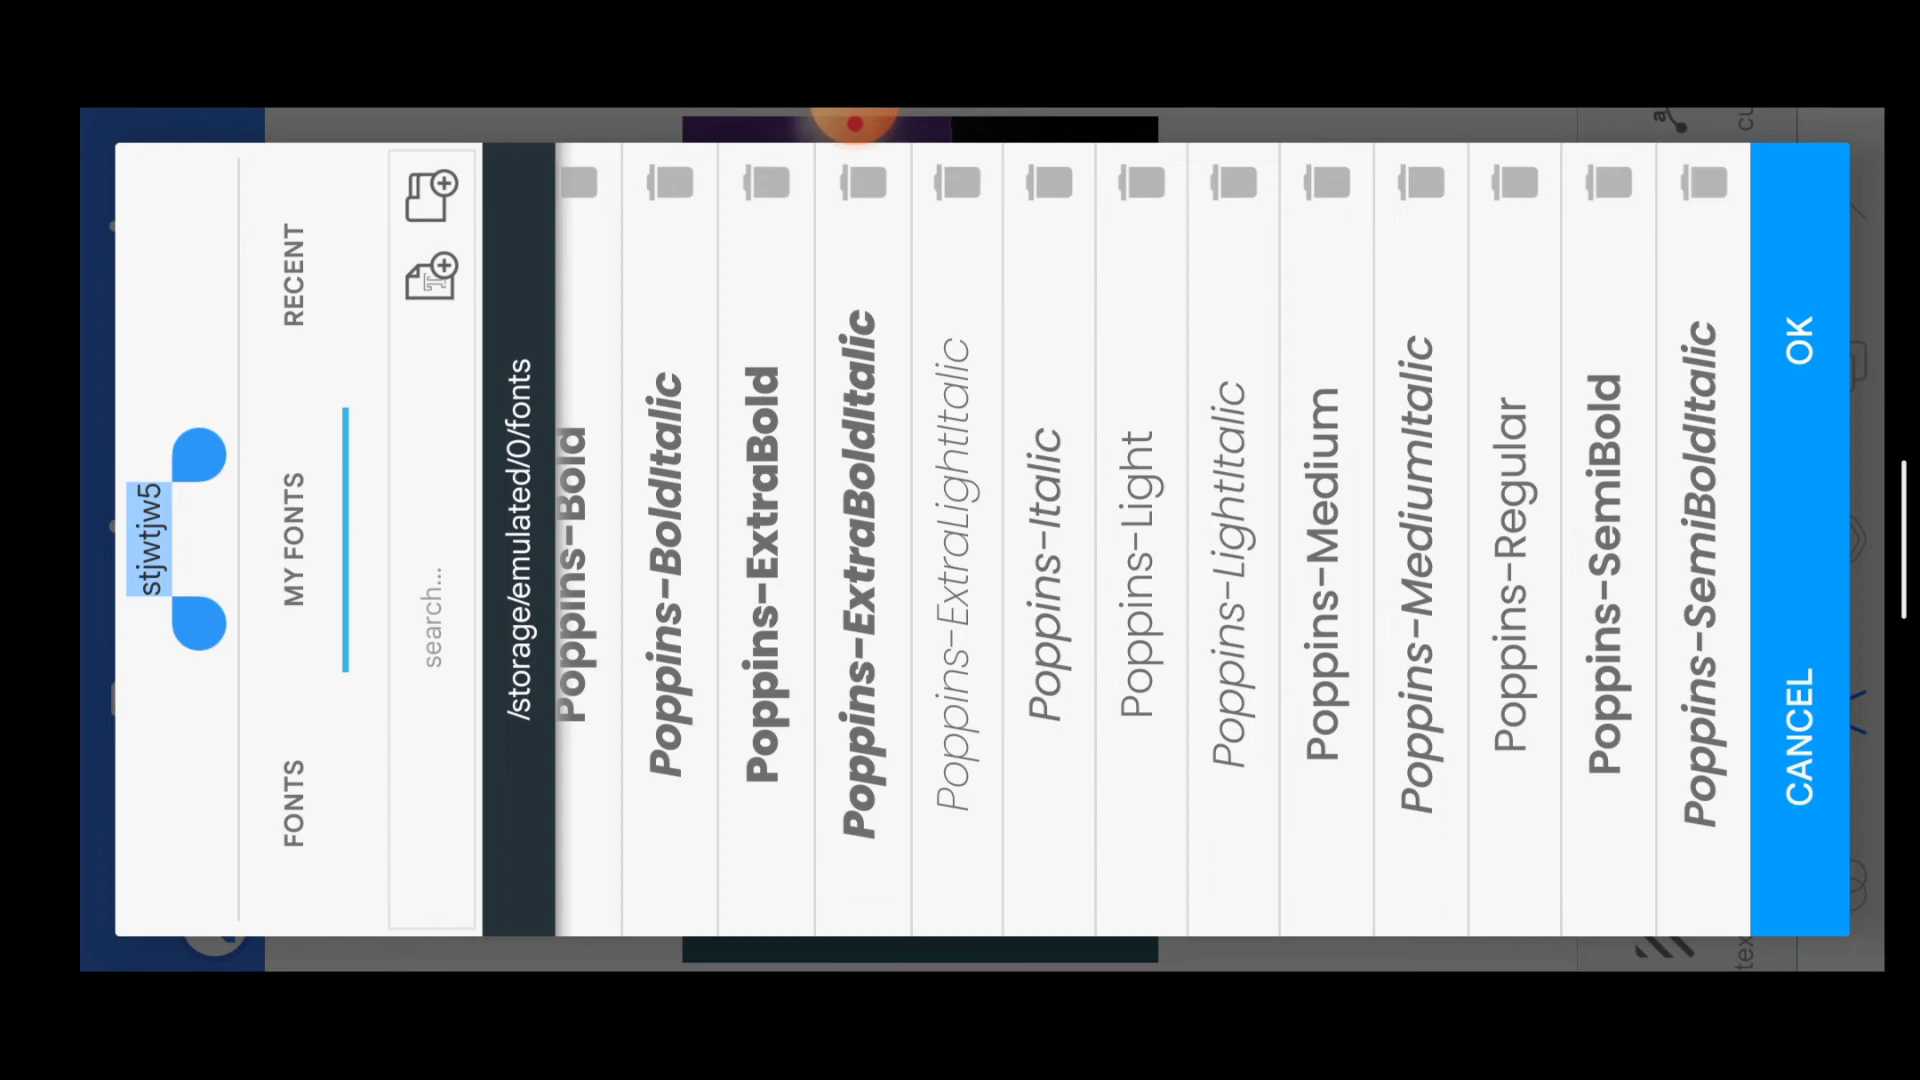 stjwtjw5
FONTS MY FONTS RECENT
search...
/storage/emulated/0/fonts
Poppins-Bold
Poppins-BoldItalic
Poppins-ExtraBold
Poppins-ExtraBoldItalic
Poppins-ExtraLightItalic
Poppins-Italic
Poppins-Light
Poppins-LightItalic
Poppins-Medium
Poppins-MediumItalic
Poppins-Regular
Poppins-SemiBold
Poppins-SemiBoldItalic
CANCEL OK